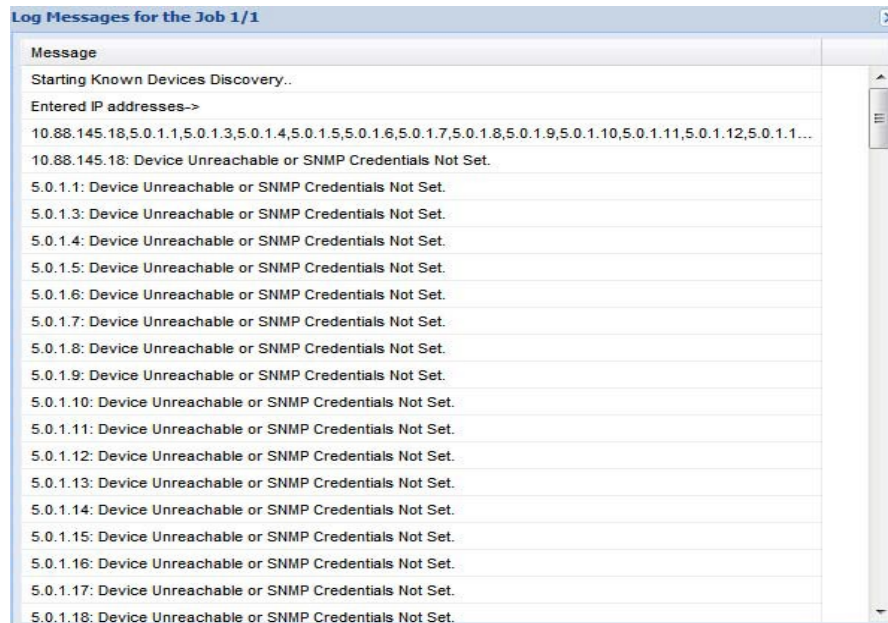 Log Messages for the Job 1/1
Message
Starting Known Devices Discovery..
Entered IP addresses->
10.88.145.18,5.0.1.1,5.0.1.3,5.0.1.4,5.0.1.5,5.0.1.6,5.0.1.7,5.0.1.8,5.0.1.9,5.0.1.10,5.0.1.11,5.0.1.12,5.0.1.1...
10.88.145.18: Device Unreachable or SNMP Credentials Not Set.
5.0.1.1: Device Unreachable or SNMP Credentials Not Set.
5.0.1.3: Device Unreachable or SNMP Credentials Not Set.
5.0.1.4: Device Unreachable or SNMP Credentials Not Set.
5.0.1.5: Device Unreachable or SNMP Credentials Not Set.
5.0.1.6: Device Unreachable or SNMP Credentials Not Set.
5.0.1.7: Device Unreachable or SNMP Credentials Not Set.
5.0.1.8: Device Unreachable or SNMP Credentials Not Set.
5.0.1.9: Device Unreachable or SNMP Credentials Not Set.
5.0.1.10: Device Unreachable or SNMP Credentials Not Set.
5.0.1.11: Device Unreachable or SNMP Credentials Not Set.
5.0.1.12: Device Unreachable or SNMP Credentials Not Set.
5.0.1.13: Device Unreachable or SNMP Credentials Not Set.
5.0.1.14: Device Unreachable or SNMP Credentials Not Set.
5.0.1.15: Device Unreachable or SNMP Credentials Not Set.
5.0.1.16: Device Unreachable or SNMP Credentials Not Set.
5.0.1.17: Device Unreachable or SNMP Credentials Not Set.
5.0.1.18: Device Unreachable or SNMP Credentials Not Set.